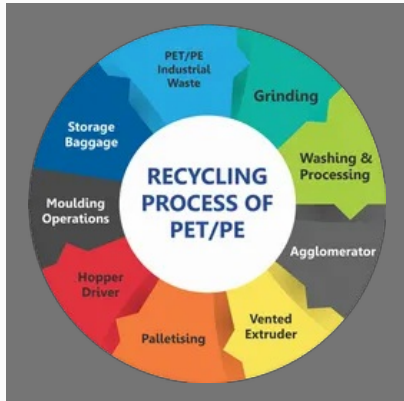 RECYCLING
PROCESS OF
PET/PE
PET/PE
Industrial
Waste
Grinding
Washing &
Processing
Agglomerator
Vented
Extruder
Palletising
Hopper
Driver
Moulding
Operations
Storage
Baggage